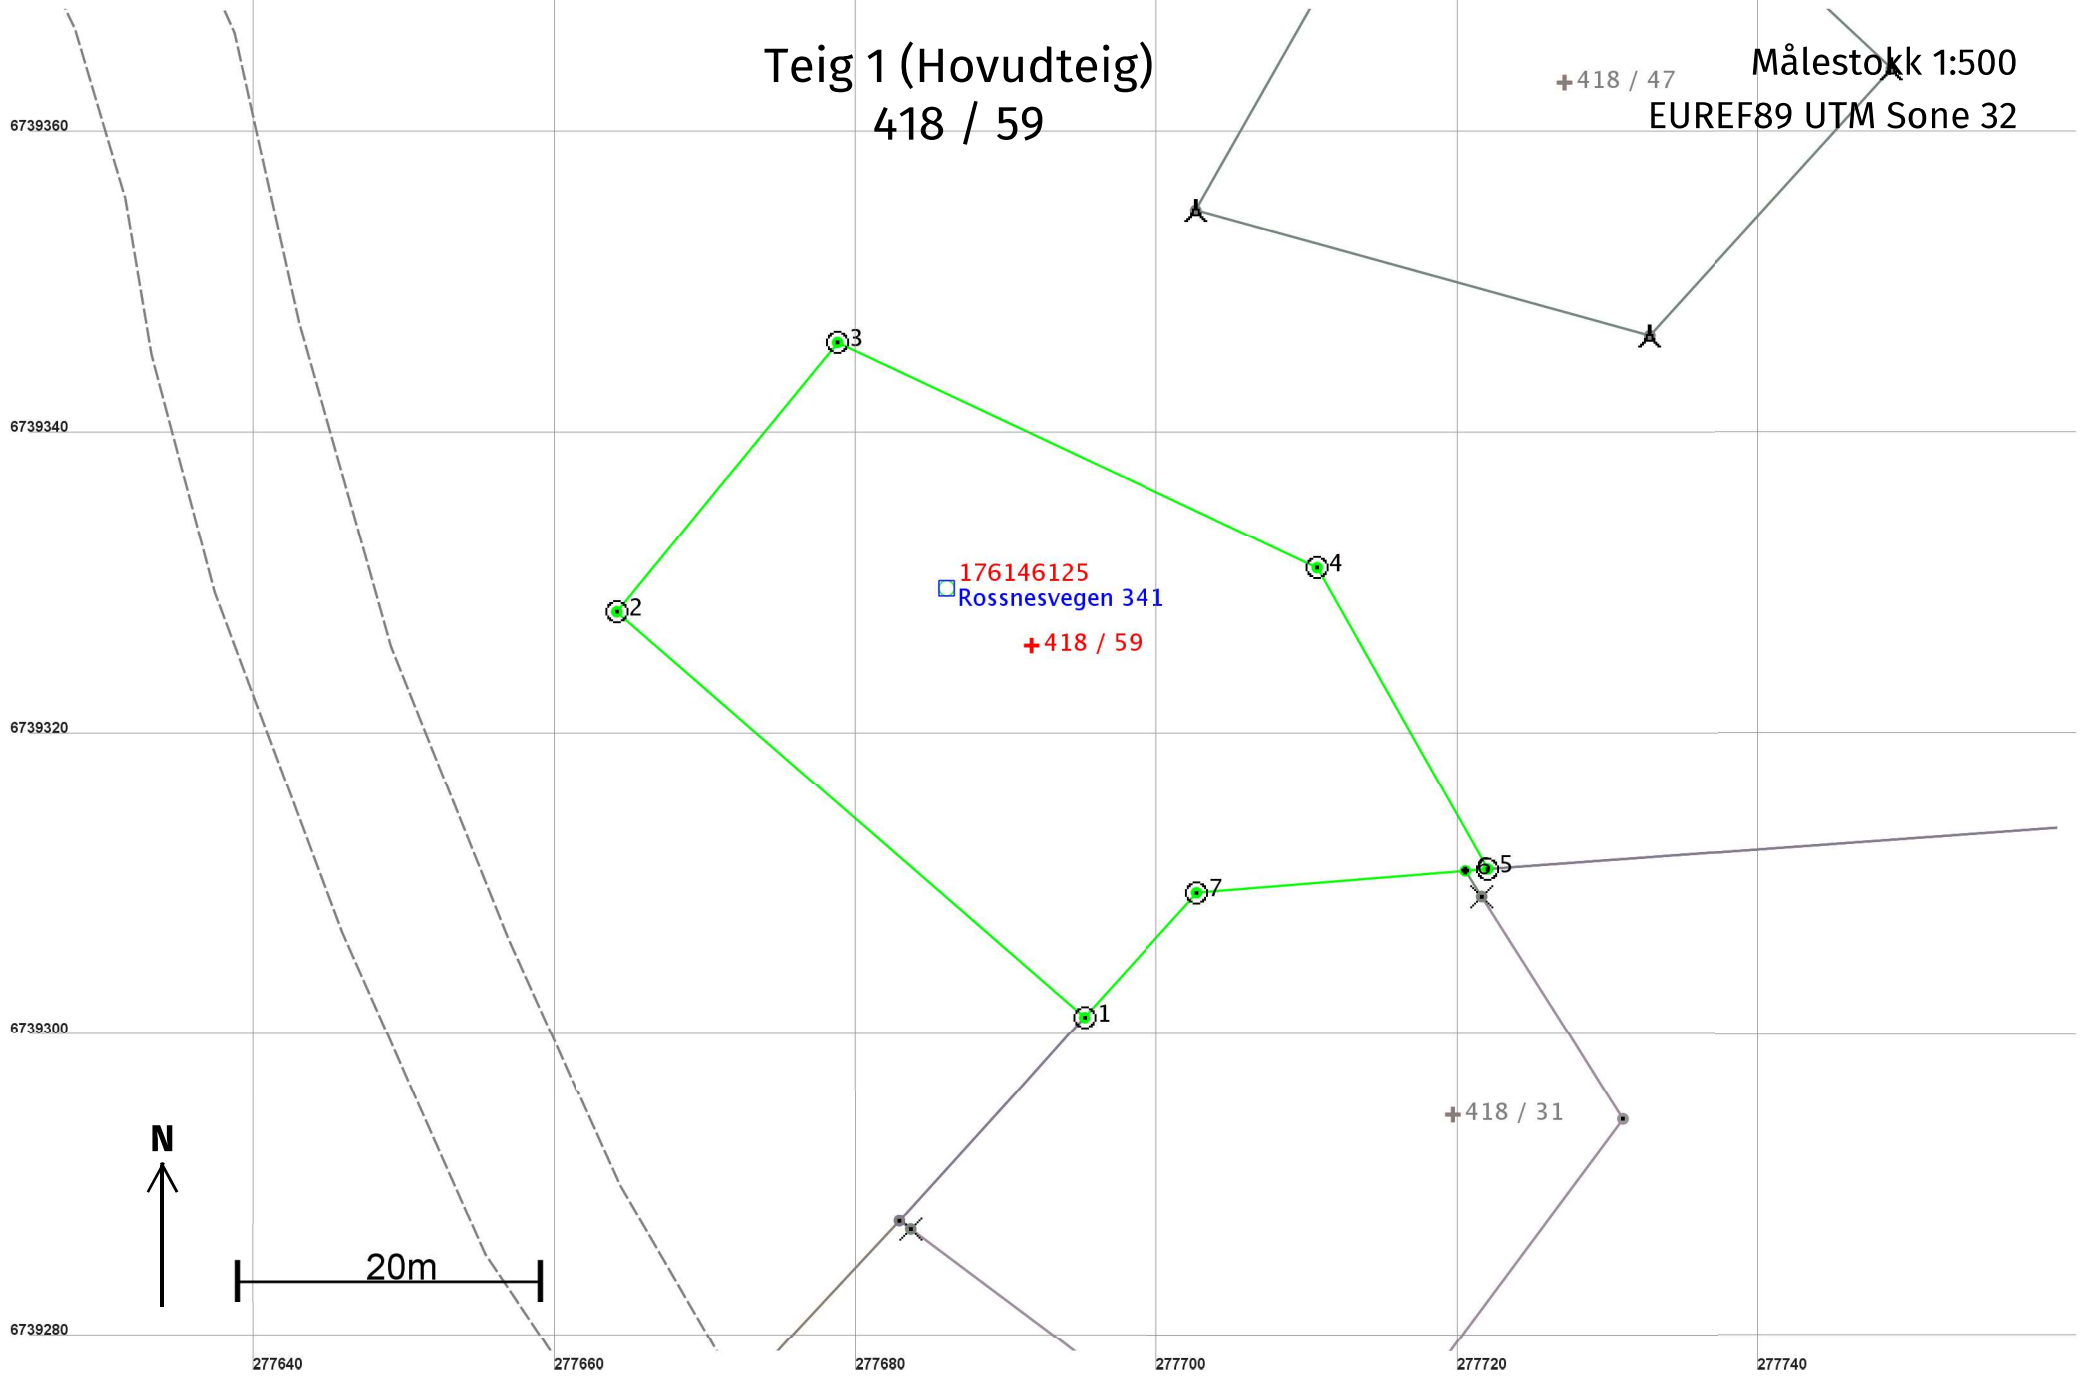 Teig 1 (Hovudteig)
418 / 59
Målestokk 1:500
EUREF89 UTM Sone 32
418 / 47
6739360
3
6739340
4
176146125
Rossnesvegen 341
2
418 / 59
6739320
6
5
7
1
6739300
418 / 31
N
20m
6739280
277640
277660
277680
277700
277720
277740